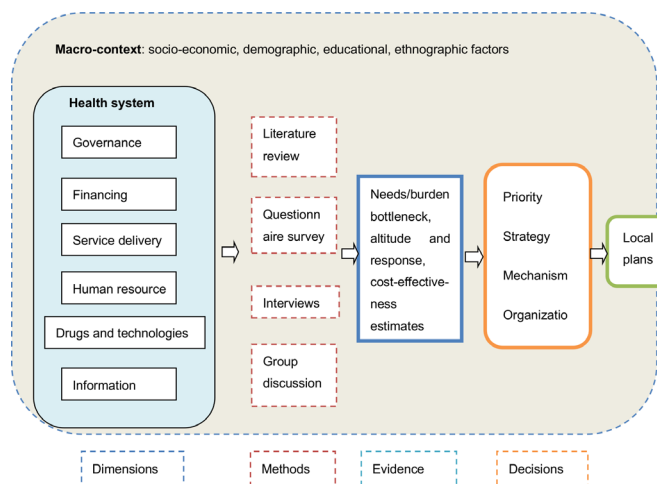 Macro-context: socio-economic, demographic, educational, ethnographic factors
Health system
Governance
Financing
Service delivery
Human resource
Drugs and technologies
Information
Literature
review
Questionn
aire survey
Interviews
Group
discussion
Needs/burden
bottleneck,
altitude and
response,
cost-effective-
ness
estimates
Priority
Strategy
Mechanism
Organizatio
Local
plans
Dimensions
Methods
Evidence
Decisions